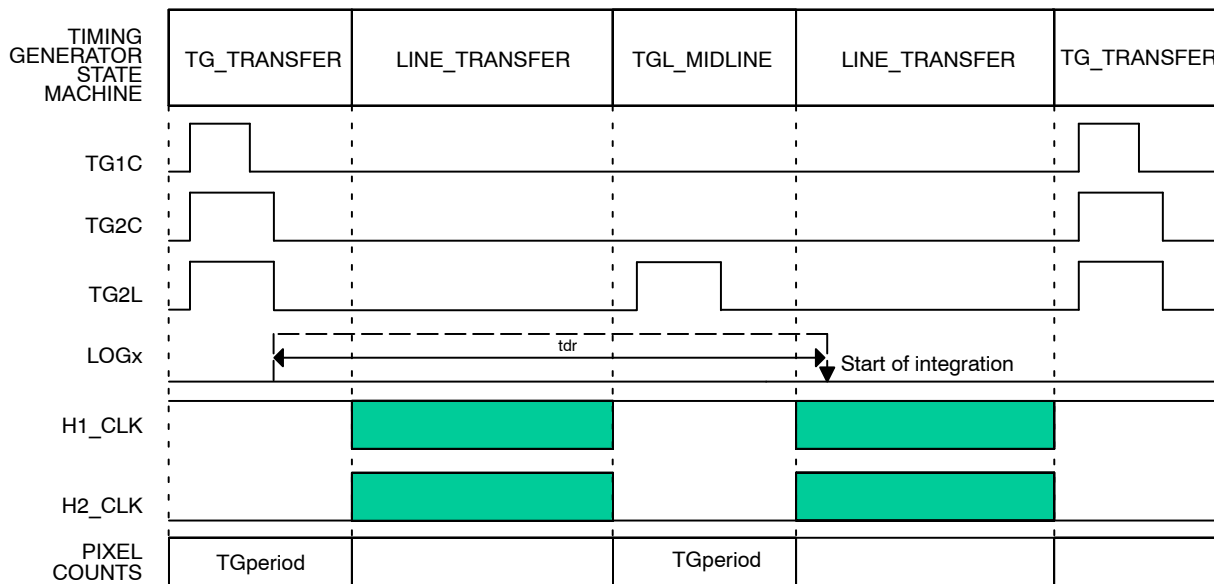 TIMING
GENERATOR
STATE
MACHINE
TG_TRANSFER
LINE_TRANSFER
TGL_MIDLINE
LINE_TRANSFER
TG_TRANSFER
TG1C
TG2C
TG2L
LOGx
tdr
Start of integration
H1_CLK
H2_CLK
PIXEL
COUNTS
TGperiod
TGperiod